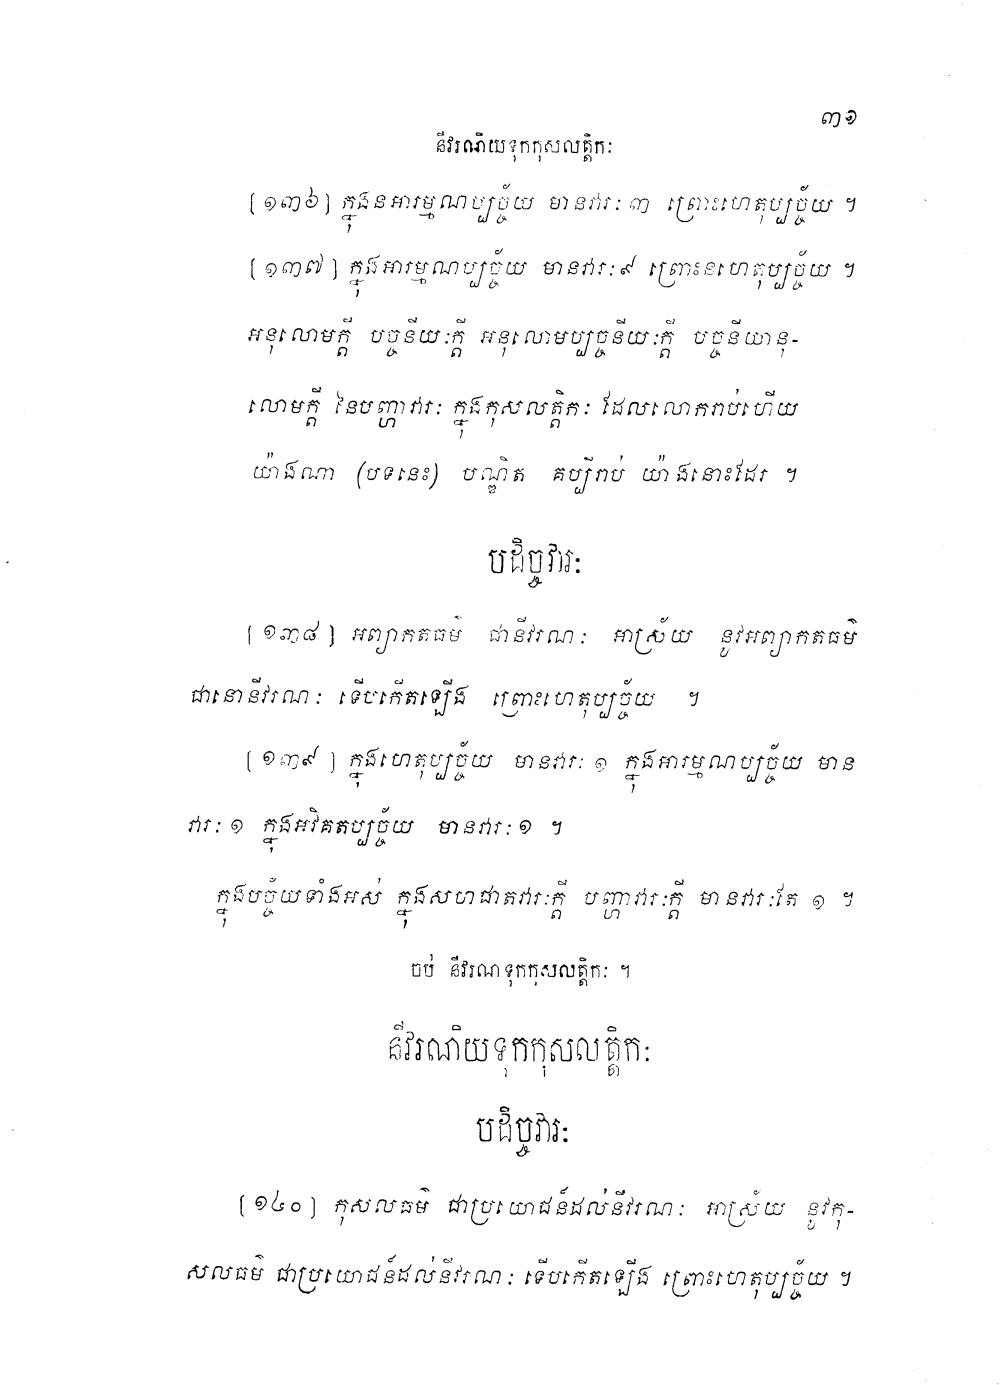 ៣១
នីវរណិយទុកកុសលត្តិកៈ
[១៣៦] ក្នុងនអារម្មណប្បច្ច័យ មានវារៈ ៣ ព្រោះហេតុប្បច្ច័យ ។
[១៣៧] ក្នុងអារម្មណប្បច្ច័យ មានវារៈ ៩ ព្រោះនហេតុប្បច្ច័យ ។
អនុលោមក្តី បច្ចនីយៈក្តី អនុលោមប្បច្ចនីយៈក្តី បច្ចនីយានុ-
លោមក្តី នៃបញ្ហាវារៈ ក្នុងកុសលត្តិកៈ ដែលលោករាប់ហើយ
យ៉ាងណា (បទនេះ) បណ្ឌិត គប្បីរាប់ យ៉ាងនោះដែរ ។
បដិច្ចវារៈ
[១៣៨] អព្យាកតធម៌ ជានីវរណៈ អាស្រ័យ នូវអព្យាកតធម៌
ជានោនីវរណៈ ទើបកើតឡើង ព្រោះហេតុប្បច្ច័យ ។
[១៣៩] ក្នុងហេតុប្បច្ច័យ មានវារៈ ១ ក្នុងអារម្មណប្បច្ច័យ មាន
វារៈ ១ ក្នុងអវិគតប្បច្ច័យ មានវារៈ ១ ។
ក្នុងបច្ច័យទាំងអស់ ក្នុងសហជាតវារៈក្តី បញ្ហាវារៈក្តី មានវារៈតែ ១ ។
ចប់ នីវរណទុកកុសលត្តិកៈ ។
នីវរណិយទុកកុសលត្តិកៈ
បដិច្ចវារៈ
[១៤០] កុសលធម៌ ជាប្រយោជន៍ដល់នីវរណៈ អាស្រ័យ នូវកុ-
សលធម៌ ជាប្រយោជន៍ដល់នីវរណៈ ទើបកើតឡើង ព្រោះហេតុប្បច្ច័យ ។